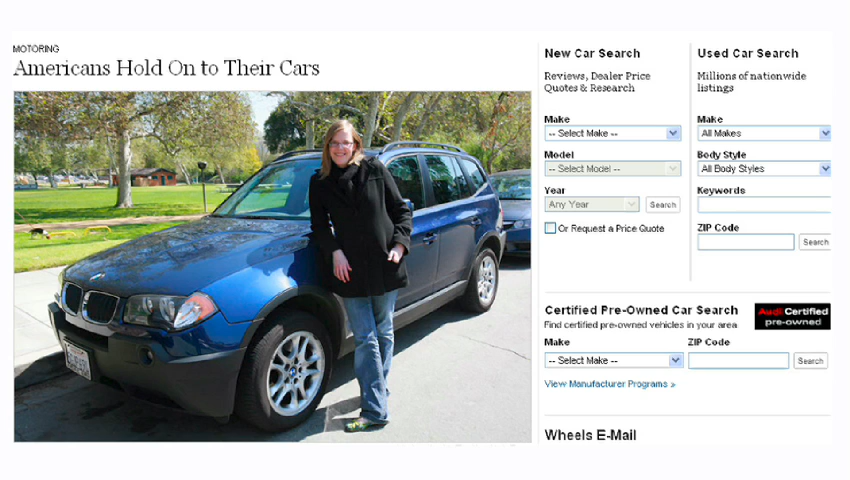 MOTORING
Americans Hold On to Their Cars
New Car Search
Reviews, Dealer Price
Quotes & Research
Make
-- Select Make --
Model
-- Select Model --
Year
Any Year
Search
Or Request a Price Quote
Used Car Search
Millions of nationwide
listings
Make
All Makes
Body Style
All Body Styles
Keywords
ZIP Code
Search
Certified Pre-Owned Car Search
Find certified pre-owned vehicles in your area
Audi Certified
pre-owned
Make
-- Select Make --
ZIP Code
Search
View Manufacturer Programs »
Wheels E-Mail